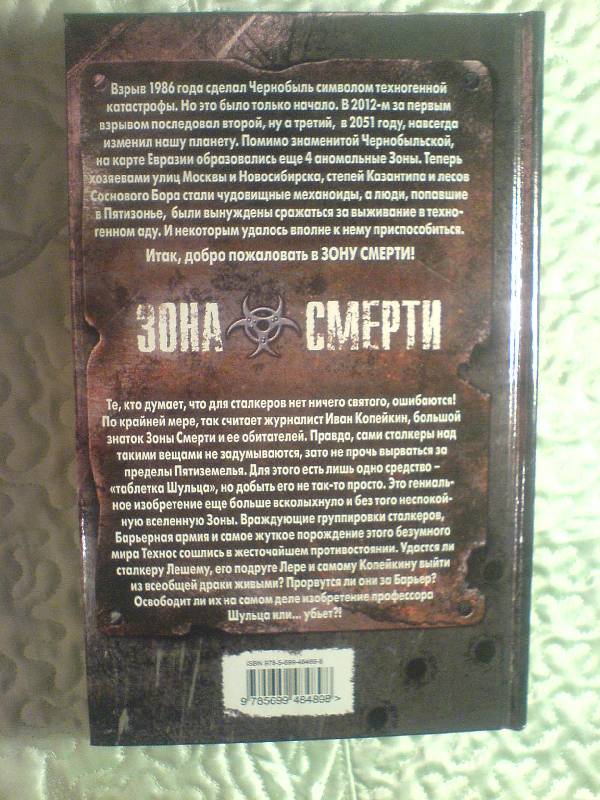 Взрыв 1986 года сделал Чернобыль символом техногенной
катастрофы. Но это было только начало. В 2012-м за первым
взрывом последовал второй, ну а третий, в 2051 году, навсегда
изменил нашу планету. Помимо знаменитой Чернобыльской,
на карте Евразии образовались еще 4 аномальные Зоны. Теперь
хозяевами улиц Москвы и Новосибирска, степей Казантипа и лесов
Соснового Бора стали чудовищные механоиды, а люди, попавшие
в Пятизонье, были вынуждены сражаться за выживание в техно-
генном аду. И некоторым удалось вполне к нему приспособиться.
Итак, добро пожаловать в ЗОНУ СМЕРТИ!
ЗОНА СМЕРТИ
Те, кто думает, что для сталкеров нет ничего святого, ошибаются!
По крайней мере, так считает журналист Иван Копейкин, большой
знаток Зоны Смерти и ее обитателей. Правда, сами сталкеры над
такими вещами не задумываются, зато не прочь вырваться за
пределы Пятиземелья. Для этого есть лишь одно средство –
«таблетка Шульца», но добыть его не так-то просто. Это гениаль-
ное изобретение еще больше всколыхнуло и без того неспокой-
ную вселенную Зоны. Враждующие группировки сталкеров,
Барьерная армия и самое жуткое порождение этого безумного
мира Технос сошлись в жесточайшем противостоянии. Удастся ли
сталкеру Лешему, его подруге Лере и самому Копейкину выйти
из всеобщей драки живыми? Прорвутся ли они за Барьер?
Освободит ли их на самом деле изобретение профессора
Шульца или... убьет?!
ISBN 978-5-699-48489-8
9 785699 484898 >